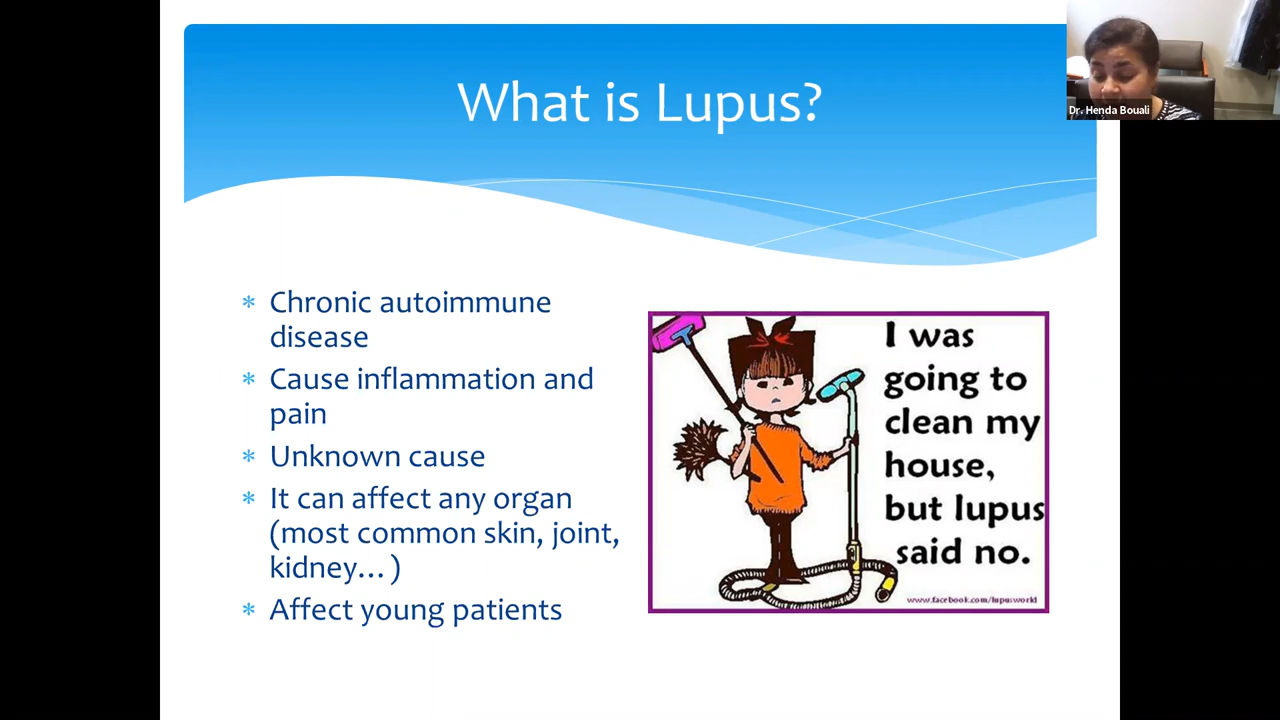 What is Lupus?
Dr. Henda Bouali
* Chronic autoimmune
disease
* Cause inflammation and
pain
* Unknown cause
* It can affect any organ
(most common skin, joint,
kidney...)
* Affect young patients
I was
going to
clean my
house,
but lupus
said no.
www.facebook.com/lupusworld